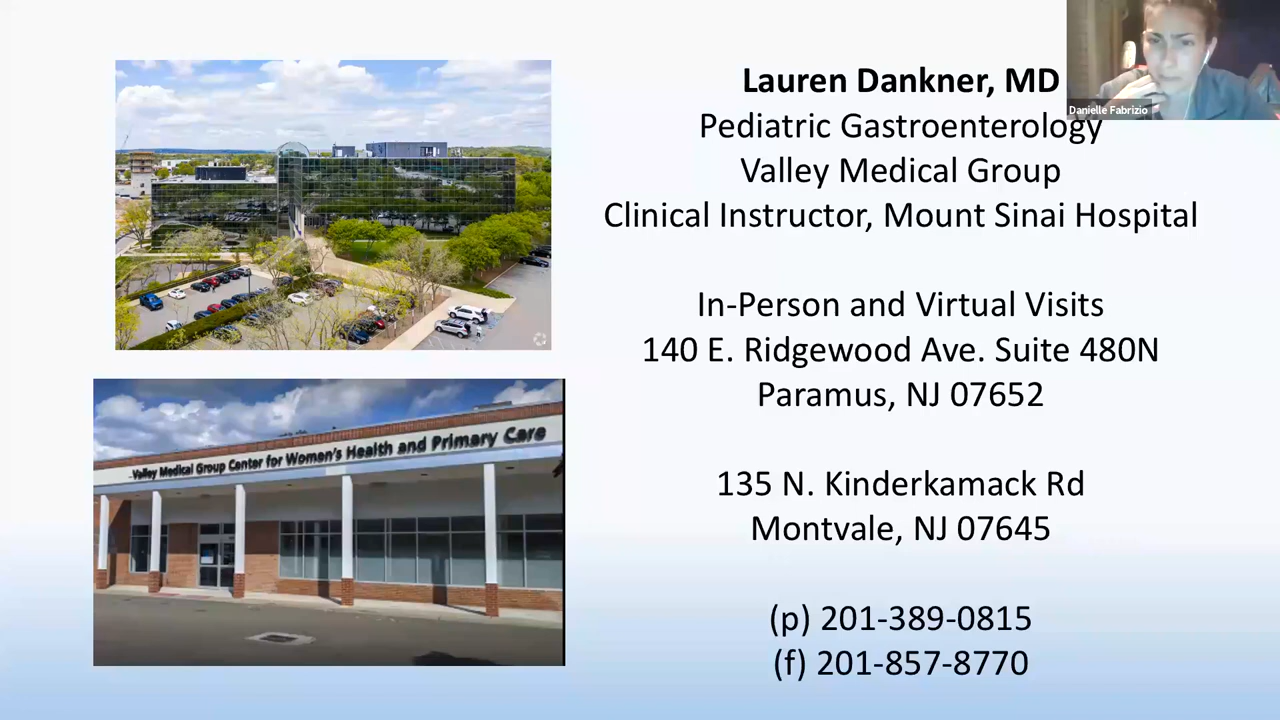 Lauren Dankner, MD
Danielle Fabrizio
Pediatric Gastroenterology
Valley Medical Group
Clinical Instructor, Mount Sinai Hospital
In-Person and Virtual Visits
140 E. Ridgewood Ave. Suite 480N
Paramus, NJ 07652
Valley Medical Group Center for Women's Health and Primary Care
135 N. Kinderkamack Rd
Montvale, NJ 07645
(p) 201-389-0815
(f) 201-857-8770